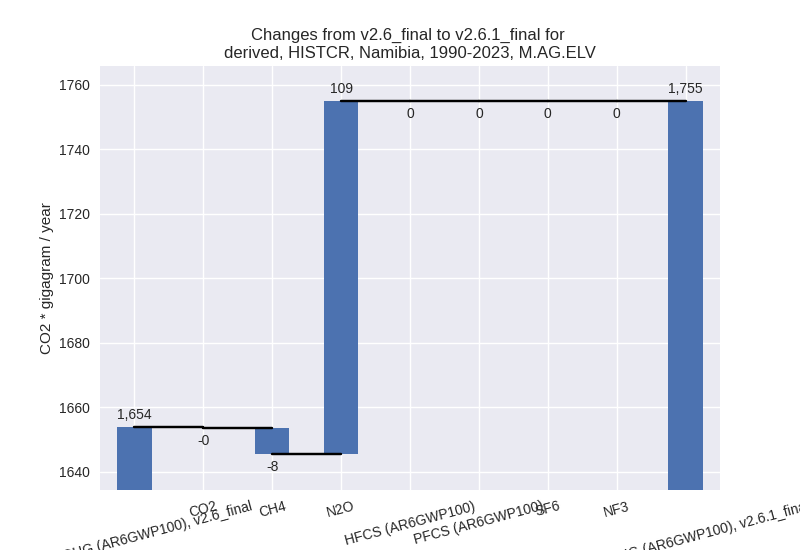 Changes from v2.6_final to v2.6.1_final for
derived, HISTCR, Namibia, 1990-2023, M.AG.ELV
CO2 * gigagram / year
1760
1740
1720
1700
1680
1660
1640
1,654
-0
-8
109
0
0
0
0
1,755
(AR6GWP100), v2.6_final
CO2
CH4
N2O
HFCS (AR6GWP100)
PFCS (AR6GWP100)
SF6
NF3
(AR6GWP100), v2.6.1_final